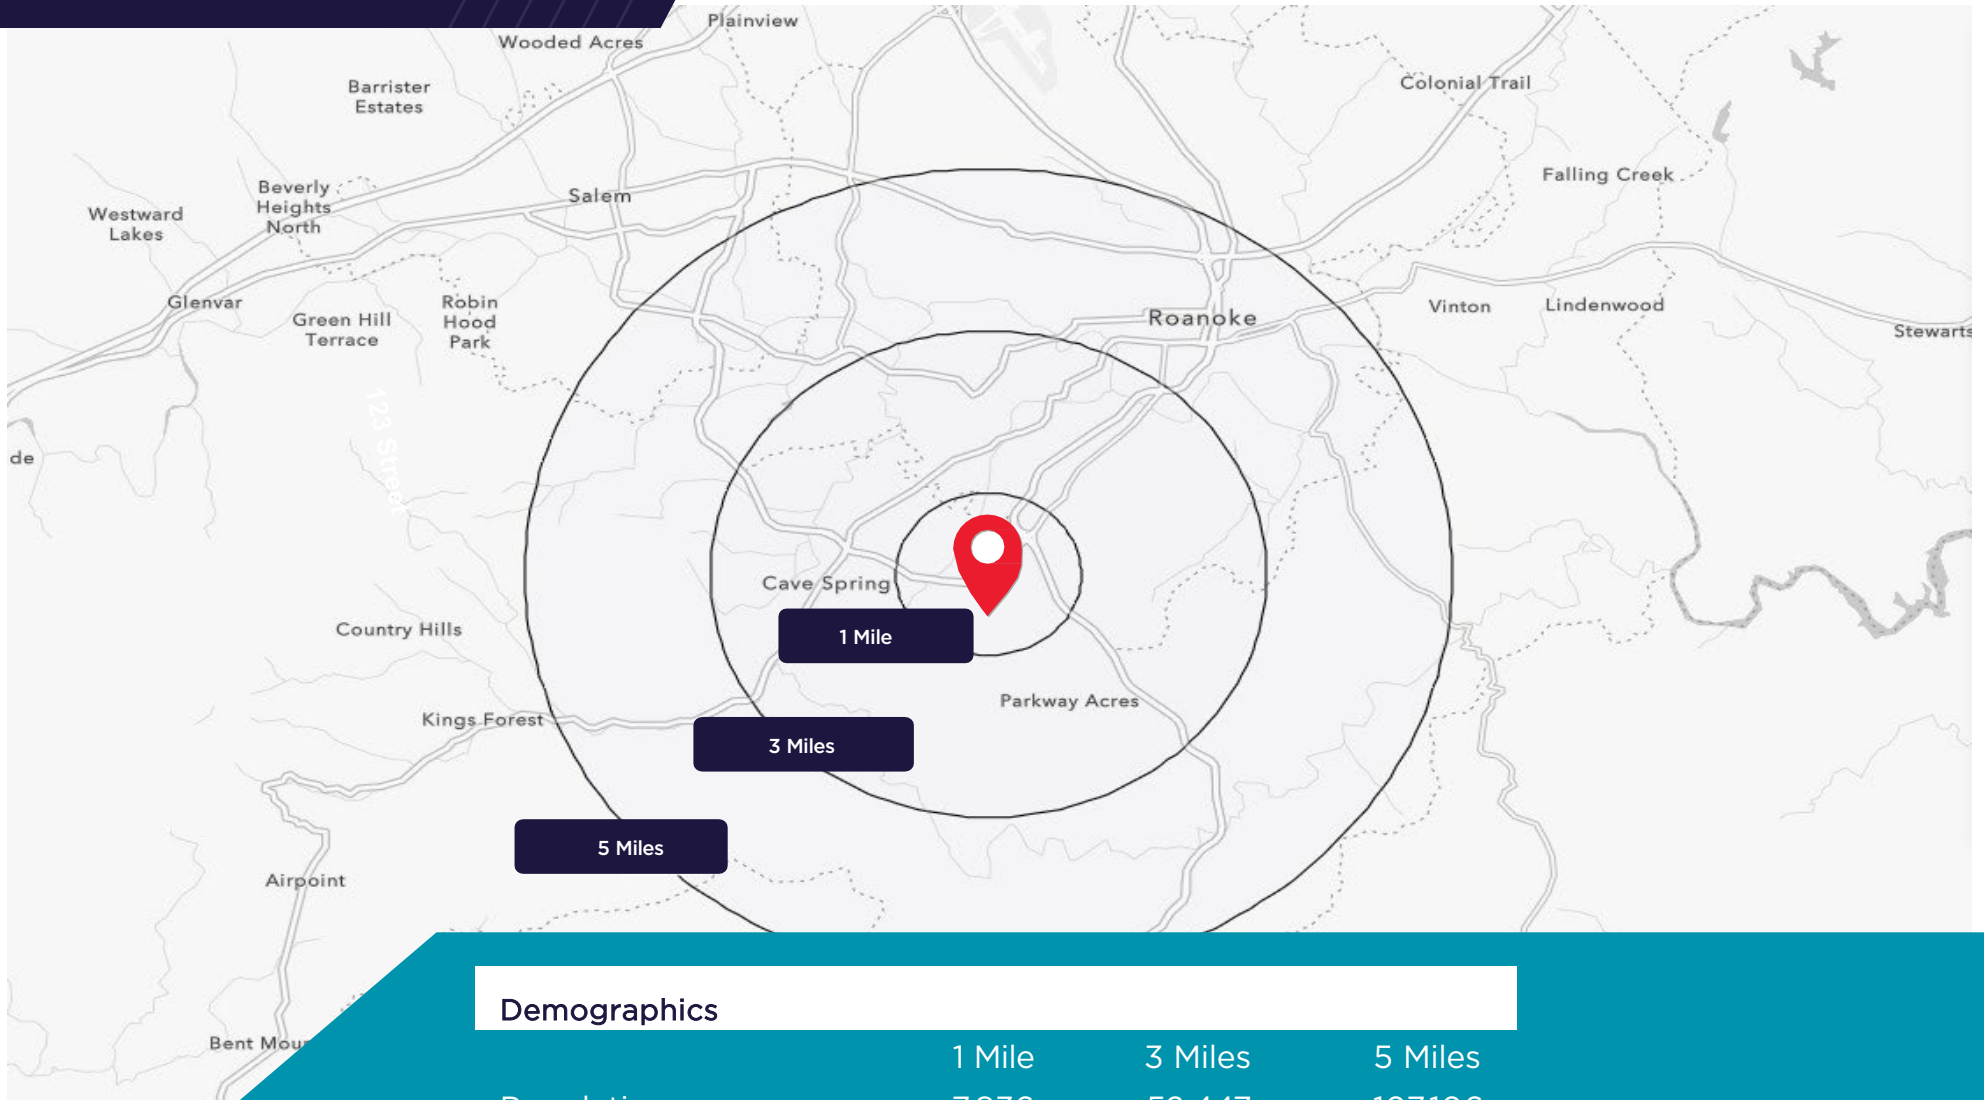 Plainview
Wooded Acres
Barrister
Estates
Colonial Trail
Falling Creek
Beverly
Heights
North
Salem
Westward
Lakes
Glenvar
Green Hill
Terrace
Robin
Hood
Park
Roanoke
Vinton
Lindenwood
Stewarts
123 Street
de
Cave Spring
1 Mile
Country Hills
Parkway Acres
Kings Forest
3 Miles
5 Miles
Airpoint
Demographics
Bent Mou
1 Mile 3 Miles 5 Miles